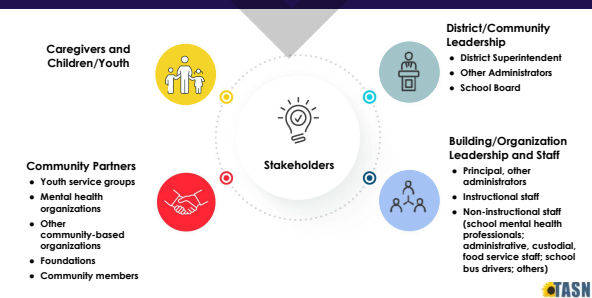 Caregivers and
Children/Youth
District/Community
Leadership
● District Superintendent
● Other Administrators
● School Board
Stakeholders
Community Partners
● Youth service groups
● Mental health
organizations
● Other
community-based
organizations
● Foundations
● Community members
Building/Organization
Leadership and Staff
● Principal, other
administrators
● Instructional staff
● Non-instructional staff
(school mental health
professionals;
administrative, custodial,
food service staff; school
bus drivers; others)
TASN